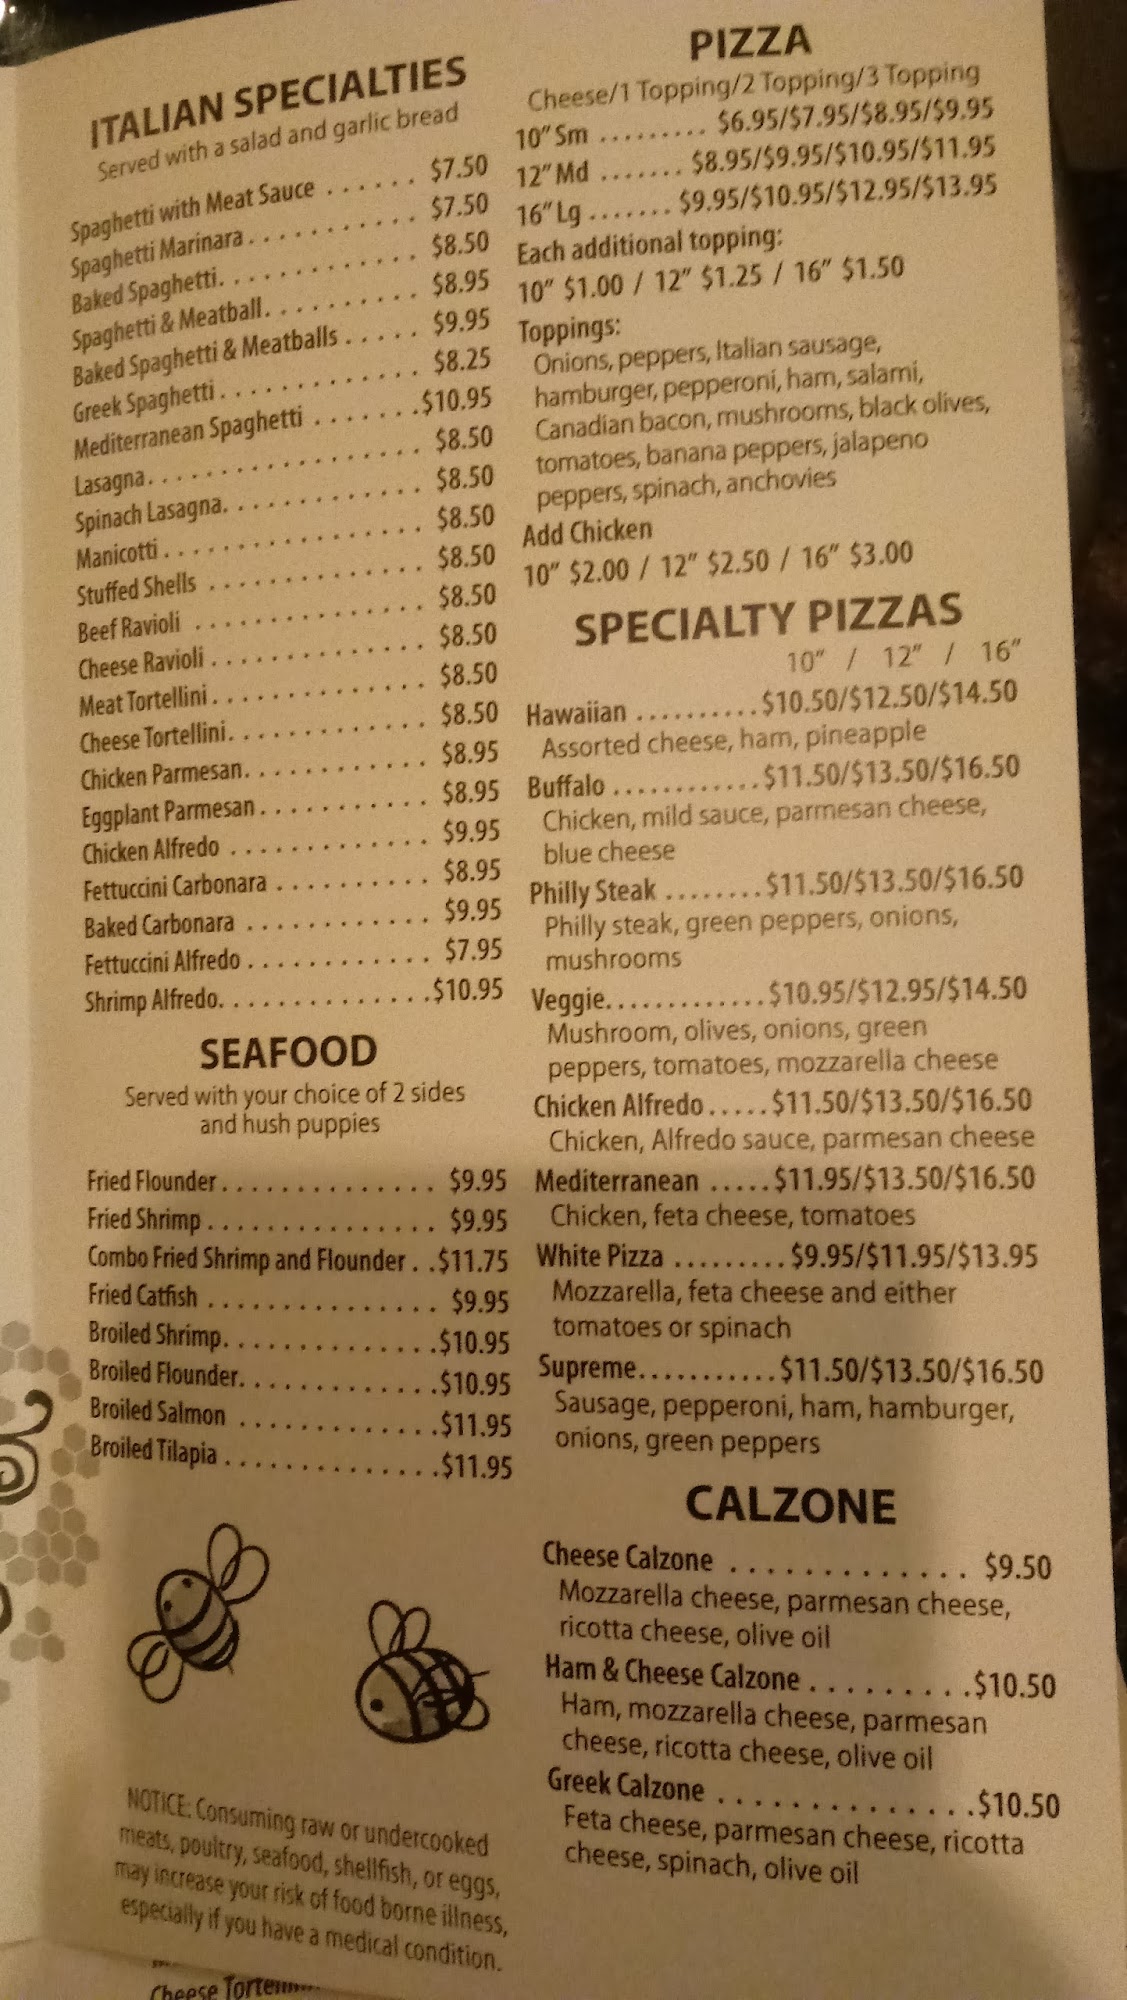 ITALIAN SPECIALTIES
Served with a salad and garlic bread
Spaghetti with Meat Sauce . . . . . . $7.50
Spaghetti Marinara . . . . . . . . . . . $7.50
Baked Spaghetti. . . . . . . . . . . . . $8.50
Spaghetti & Meatball. . . . . . . . . . $8.95
Baked Spaghetti & Meatballs . . . . . $9.95
Greek Spaghetti . . . . . . . . . . . . . $8.25
Mediterranean Spaghetti . . . . . . .$10.95
Lasagna. . . . . . . . . . . . . . . . . . $8.50
Spinach Lasagna. . . . . . . . . . . . . $8.50
Manicotti . . . . . . . . . . . . . . . . . $8.50
Stuffed Shells . . . . . . . . . . . . . . $8.50
Beef Ravioli . . . . . . . . . . . . . . . $8.50
Cheese Ravioli . . . . . . . . . . . . . . $8.50
Meat Tortellini . . . . . . . . . . . . . . $8.50
Cheese Tortellini. . . . . . . . . . . . . $8.50
Chicken Parmesan. . . . . . . . . . . . $8.95
Eggplant Parmesan . . . . . . . . . . . $8.95
Chicken Alfredo . . . . . . . . . . . . . $9.95
Fettuccini Carbonara . . . . . . . . . . $8.95
Baked Carbonara . . . . . . . . . . . . $9.95
Fettuccini Alfredo . . . . . . . . . . . . $7.95
Shrimp Alfredo. . . . . . . . . . . . . .$10.95
SEAFOOD
Served with your choice of 2 sides
and hush puppies
Fried Flounder . . . . . . . . . . . . . . $9.95
Fried Shrimp . . . . . . . . . . . . . . . $9.95
Combo Fried Shrimp and Flounder . .$11.75
Fried Catfish . . . . . . . . . . . . . . . $9.95
Broiled Shrimp. . . . . . . . . . . . . .$10.95
Broiled Flounder. . . . . . . . . . . . .$10.95
Broiled Salmon . . . . . . . . . . . . .$11.95
Broiled Tilapia . . . . . . . . . . . . . .$11.95
NOTICE: Consuming raw or undercooked
meats, poultry, seafood, shellfish, or eggs,
may increase your risk of food borne illness,
especially if you have a medical condition.
PIZZA
Cheese/1 Topping/2 Topping/3 Topping
10" Sm . . . . . . . . . $6.95/$7.95/$8.95/$9.95
12" Md . . . . . . . $8.95/$9.95/$10.95/$11.95
16" Lg . . . . . . . $9.95/$10.95/$12.95/$13.95
Each additional topping:
10" $1.00 / 12" $1.25 / 16" $1.50
Toppings:
Onions, peppers, Italian sausage,
hamburger, pepperoni, ham, salami,
Canadian bacon, mushrooms, black olives,
tomatoes, banana peppers, jalapeno
peppers, spinach, anchovies
Add Chicken
10" $2.00 / 12" $2.50 / 16" $3.00
SPECIALTY PIZZAS
10" / 12" / 16"
Hawaiian . . . . . . . . . .$10.50/$12.50/$14.50
Assorted cheese, ham, pineapple
Buffalo . . . . . . . . . . . .$11.50/$13.50/$16.50
Chicken, mild sauce, parmesan cheese,
blue cheese
Philly Steak . . . . . . . .$11.50/$13.50/$16.50
Philly steak, green peppers, onions,
mushrooms
Veggie. . . . . . . . . . . . .$10.95/$12.95/$14.50
Mushroom, olives, onions, green
peppers, tomatoes, mozzarella cheese
Chicken Alfredo . . . . .$11.50/$13.50/$16.50
Chicken, Alfredo sauce, parmesan cheese
Mediterranean . . . . .$11.95/$13.50/$16.50
Chicken, feta cheese, tomatoes
White Pizza . . . . . . . . . $9.95/$11.95/$13.95
Mozzarella, feta cheese and either
tomatoes or spinach
Supreme. . . . . . . . . . .$11.50/$13.50/$16.50
Sausage, pepperoni, ham, hamburger,
onions, green peppers
CALZONE
Cheese Calzone . . . . . . . . . . . . . $9.50
Mozzarella cheese, parmesan cheese,
ricotta cheese, olive oil
Ham & Cheese Calzone . . . . . . . . .$10.50
Ham, mozzarella cheese, parmesan
cheese, ricotta cheese, olive oil
Greek Calzone . . . . . . . . . . . . . .$10.50
Feta cheese, parmesan cheese, ricotta
cheese, spinach, olive oil
Cheese